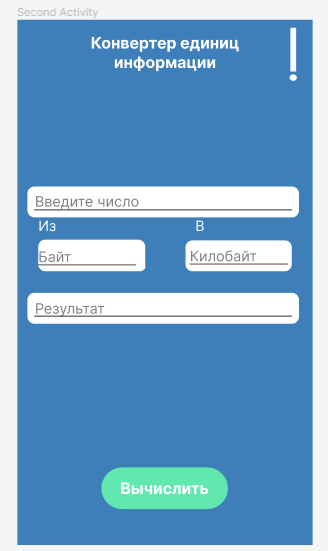 Second Activity
Конвертер единиц
информации
!
Введите число
Из В
Байт Килобайт
Результат
Вычислить